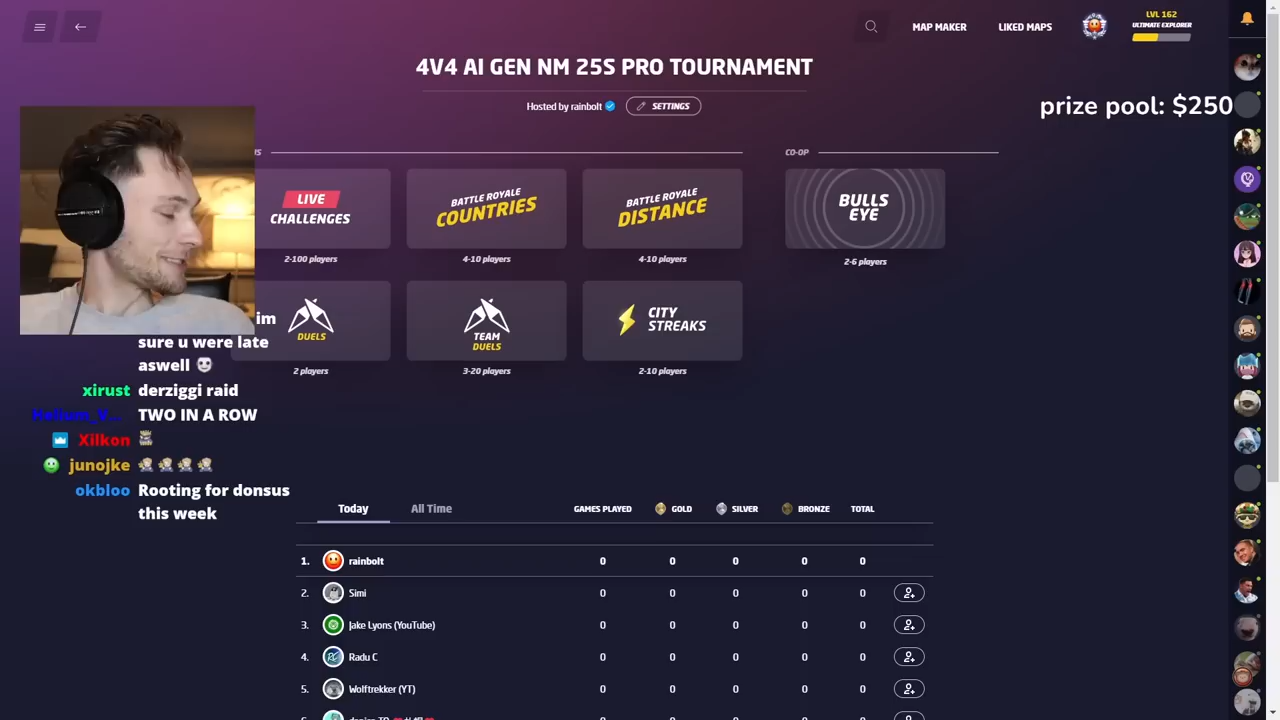 LVL 162
ULTIMATE EXPLORER
MAP MAKER
LIKED MAPS
4V4 AI GEN NM 25S PRO TOURNAMENT
Hosted by rainbolt
SETTINGS
prize pool: $250
CO-OP
LIVE
CHALLENGES
BATTLE ROYALE
COUNTRIES
BATTLE ROYALE
DISTANCE
BULLS
EYE
2-100 players
4-10 players
4-10 players
2-6 players
DUELS
TEAM
DUELS
CITY
STREAKS
2 players
3-20 players
2-10 players
im
sure u were late
aswell
xirust derziggi raid
TWO IN A ROW
Xilkon
junojke
okbloo Rooting for donsus
this week
Today All Time GAMES PLAYED GOLD SILVER BRONZE TOTAL
1. rainbolt 0 0 0 0 0
2. Simi 0 0 0 0 0
3. Jake Lyons (YouTube) 0 0 0 0 0
4. Radu C 0 0 0 0 0
5. Wolftrekker (YT) 0 0 0 0 0